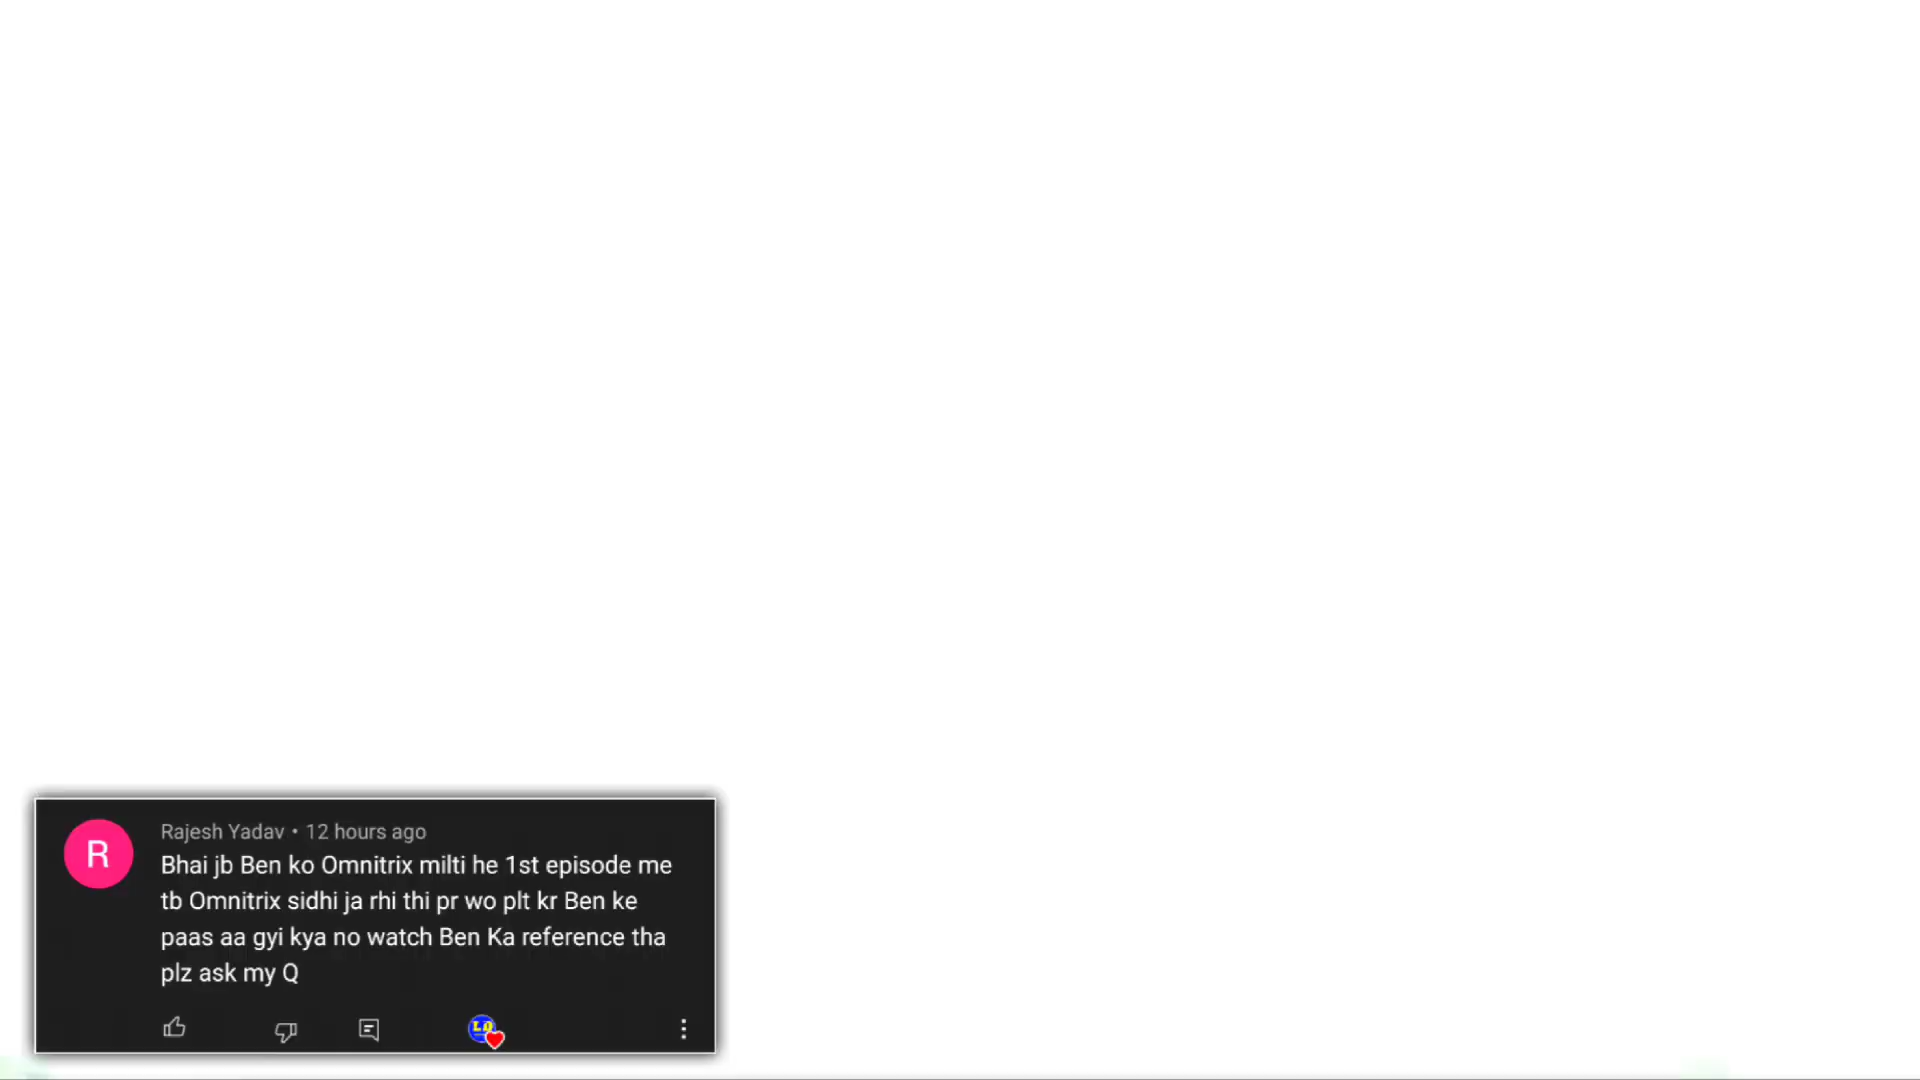 R
Rajesh Yadav • 12 hours ago
Bhai jb Ben ko Omnitrix milti he 1st episode me
tb Omnitrix sidhi ja rhi thi pr wo plt kr Ben ke
paas aa gyi kya no watch Ben Ka reference tha
plz ask my Q
LO